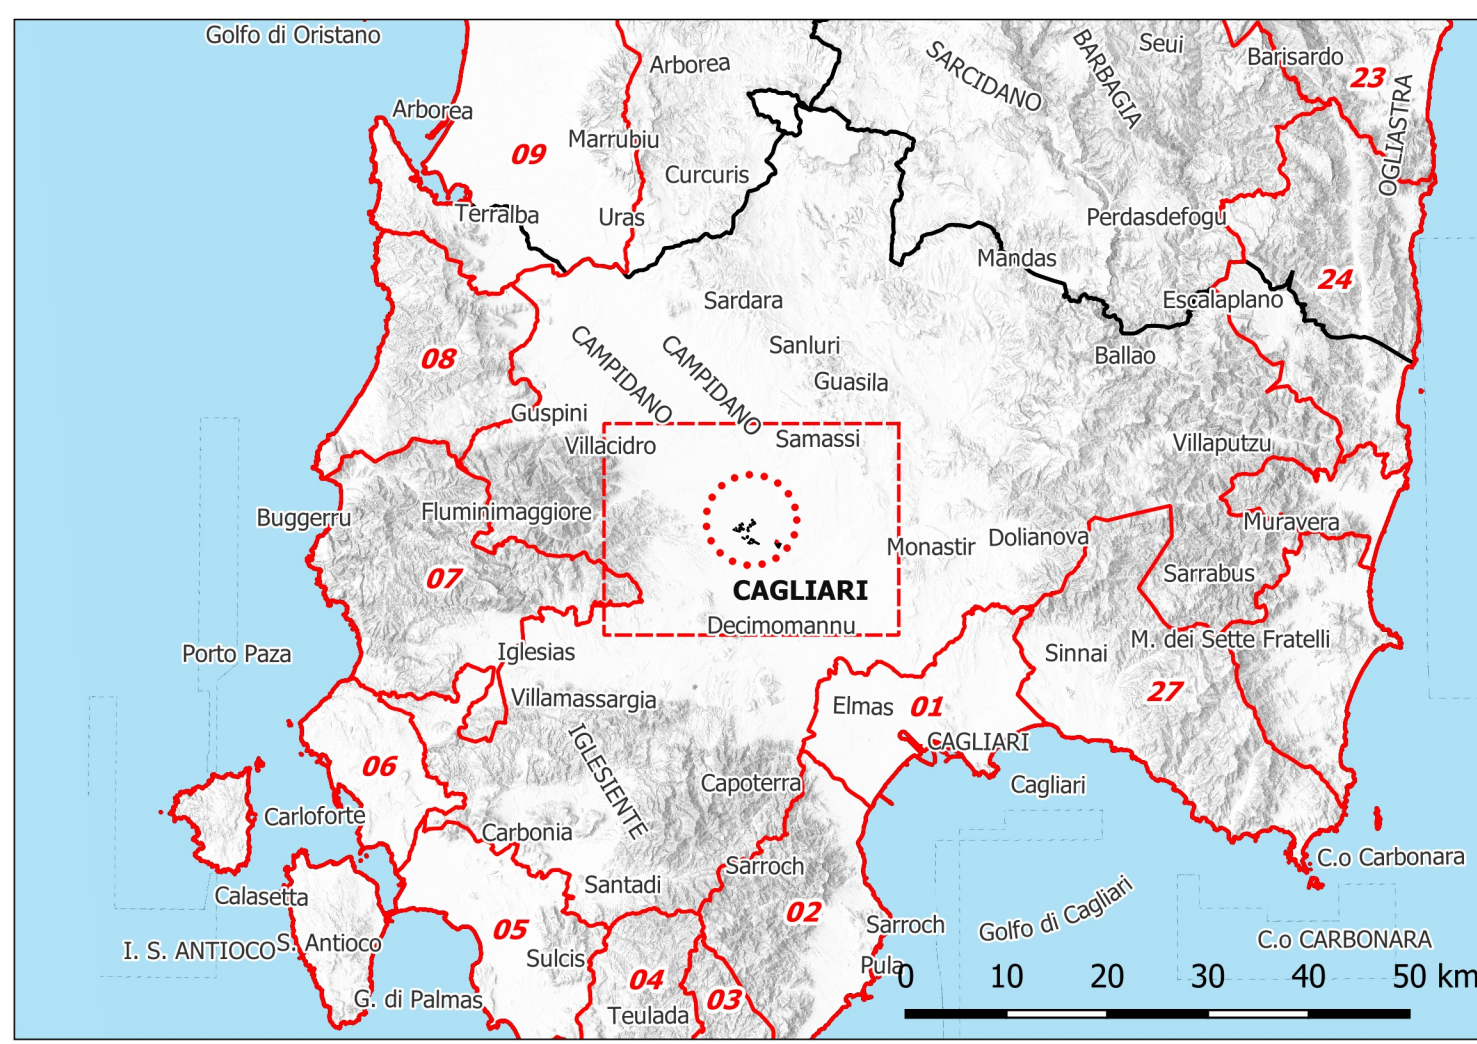 Golfo di Oristano
Arborea
SARCIDANO
BARBAGIA
Seui
Barisardo
23
OGLIASTRA
Arborea
Marrubiu
09
Curcuris
Terralba
Uras
Perdasdefogu
Mandas
Escalaplano
24
Sardara
CAMPIDANO
CAMPIDANO
Sanluri
Ballao
08
Guasila
Guspini
Villacidro
Samassi
Villaputzu
Buggerru
Fluminimaggiore
Muravera
Monastir
Dolianova
07
Sarrabus
CAGLIARI
Decimomannu
Porto Paza
Iglesias
Sinnai
M. dei Sette Fratelli
Villamassargia
Elmas
01
27
IGLESIENTE
CAGLIARI
06
Capoterra
Cagliari
Carloforte
Carbonia
C.o Carbonara
Sarroch
Santadi
Calasetta
02
Golfo di Cagliari
05
Sarroch
I. S. ANTIOCO
S. Antioco
C.o CARBONARA
Sulcis
Pula
04
03
G. di Palmas
Teulada
0 10 20 30 40 50 km